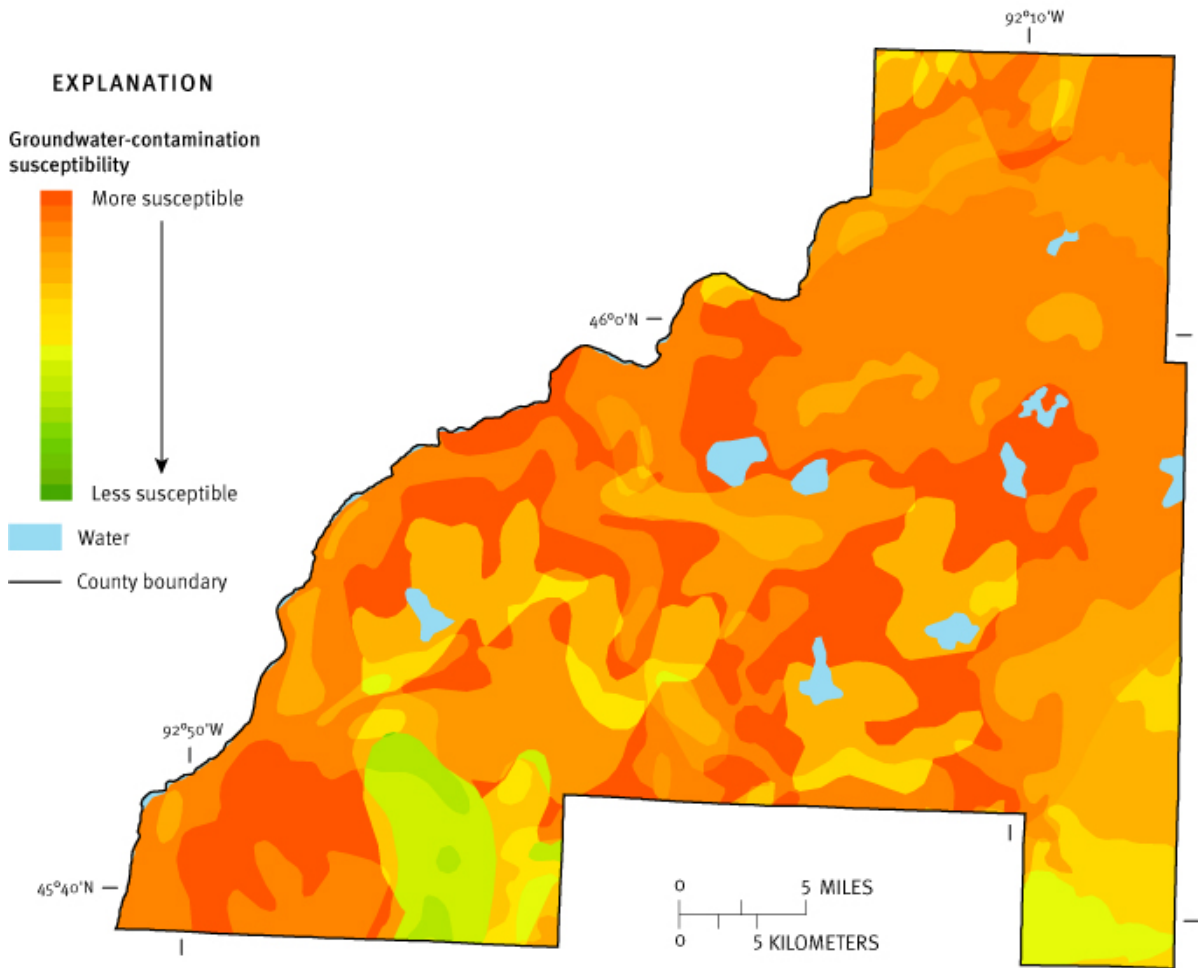 92°10'W
EXPLANATION
Groundwater-contamination
susceptibility
More susceptible
Less susceptible
Water
County boundary
46°0'N
92°50'W
45°40'N
0 5 MILES
0 5 KILOMETERS